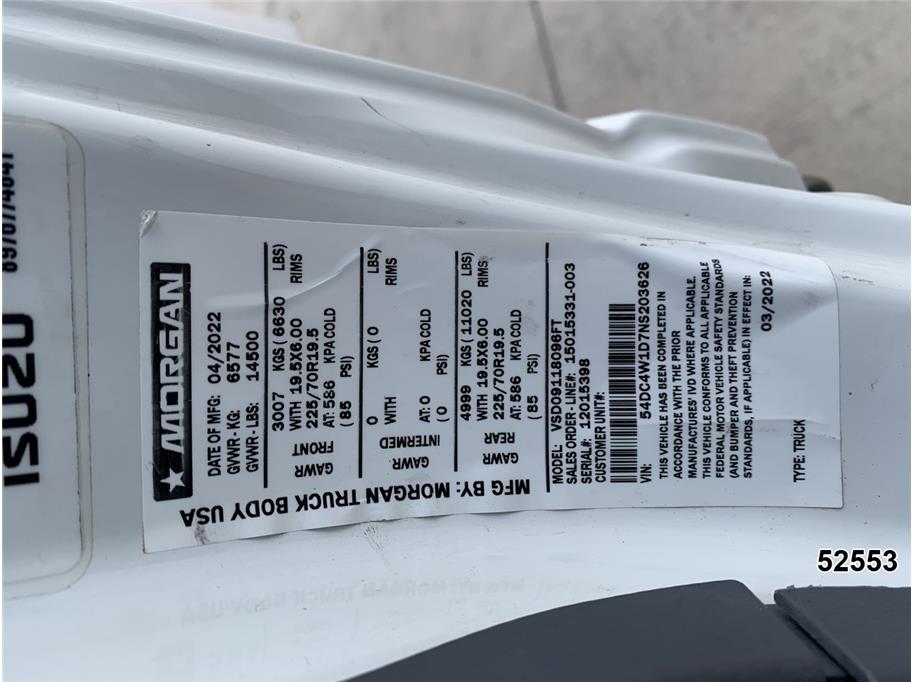 ISUZU
MORGAN
DATE OF MFG: 04/2022
GVWR - KG: 6577
GVWR - LBS: 14500
GAWR FRONT
3007 KGS ( 6630 LBS)
WITH 19.5X6.00 RIMS
225/70R19.5
AT: 586 KPA COLD
(85 PSI)
GAWR INTERMED
0 KGS ( 0 LBS)
WITH RIMS
AT: 0 KPA COLD
( 0 PSI)
GAWR REAR
4999 KGS ( 11020 LBS)
WITH 19.5X6.00 RIMS
225/70R19.5
AT: 586 KPA COLD
(85 PSI)
MFG BY: MORGAN TRUCK BODY USA
MODEL: VSD09118096FT
SALES ORDER - LINE#: 15015331-003
SERIAL#: 12015398
CUSTOMER UNIT#:
VIN: 54DC4W1D7NS203626
THIS VEHICLE HAS BEEN COMPLETED IN
ACCORDANCE WITH THE PRIOR
MANUFACTURES' IVD WHERE APPLICABLE.
THIS VEHICLE CONFORMS TO ALL APPLICABLE
FEDERAL MOTOR VEHICLE SAFETY STANDARDS
(AND BUMPER AND THEFT PREVENTION
STANDARDS, IF APPLICABLE) IN EFFECT IN:
03/2022
TYPE: TRUCK
52553